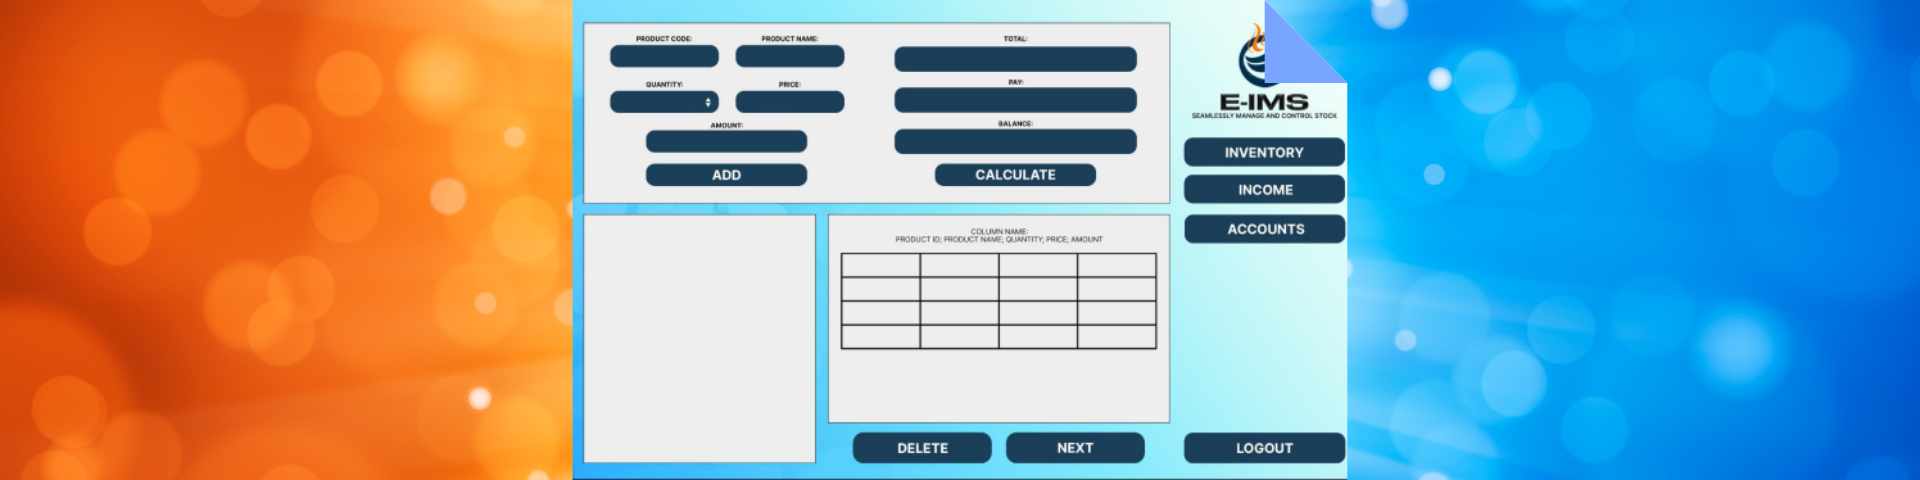 PRODUCT CODE:
PRODUCT NAME:
QUANTITY:
PRICE:
AMOUNT:
ADD
TOTAL:
PAY:
BALANCE:
CALCULATE
E-IMS
SEAMLESSLY MANAGE AND CONTROL STOCK
INVENTORY
INCOME
ACCOUNTS
COLUMN NAME:
PRODUCT ID; PRODUCT NAME; QUANTITY; PRICE; AMOUNT
DELETE
NEXT
LOGOUT